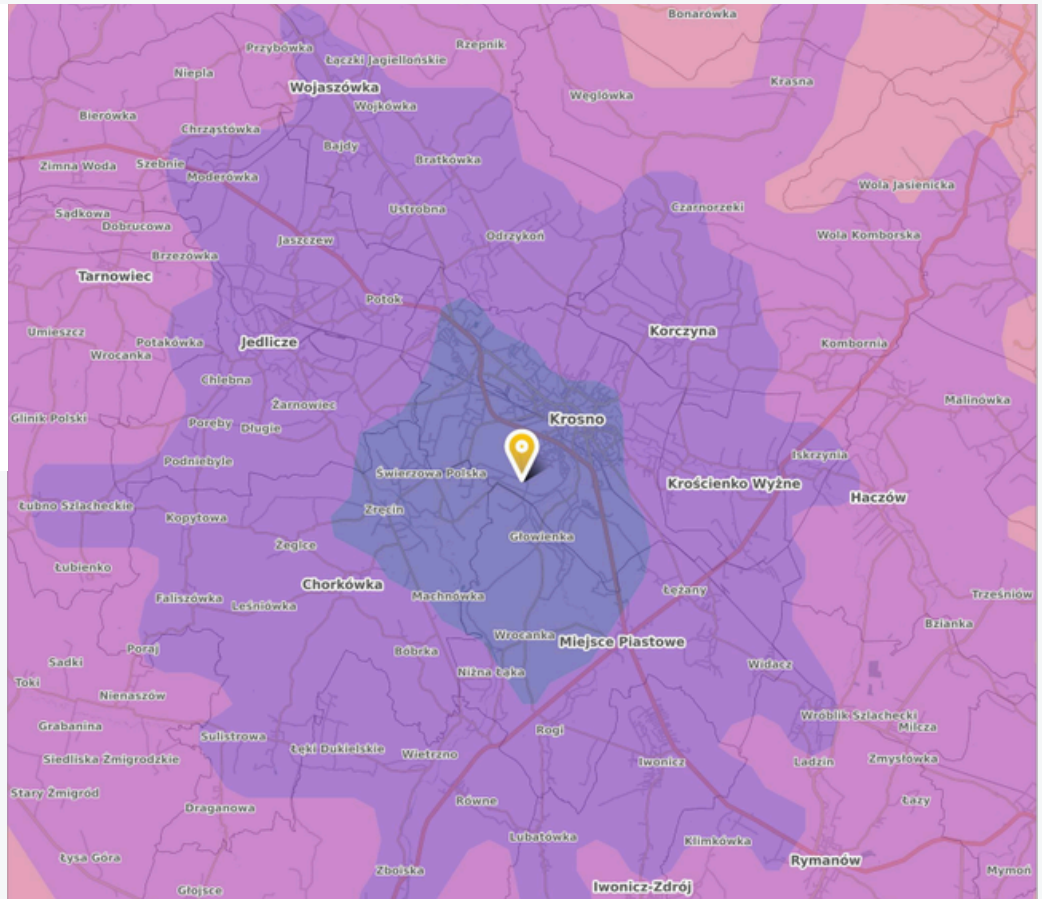 Bonarówka
Rzepnik
Przybówka
Łączki Jagiellońskie
Niepla
Krasna
Wojaszówka
Węglówka
Wojkówka
Bierówka
Chrząstówka
Bajdy
Bratkówka
Zimna Woda
Szebnie
Moderówka
Wola Jasienicka
Ustrobna
Czarnorzeki
Sądkowa
Dobrucowa
Wola Komborska
Odrzykoń
Jaszczew
Brzezówka
Tarnowiec
Potok
Umieszcz
Korczyna
Potakówka
Jedlicze
Kombornia
Wrocanka
Chlebna
Malinówka
Żarnowiec
Glinik Polski
Krosno
Poręby
Długie
Iskrzynia
Podniebyle
Świerzowa Polska
Krościenko Wyżne
Haczów
Łubno Szlacheckie
Zręcin
Kopytowa
Głowienka
Żeglce
Łubienko
Chorkówka
Łężany
Trześniów
Faliszówka
Leśniówka
Machnówka
Bzianka
Wrocanka
Miejsce Piastowe
Poraj
Bóbrka
Sadki
Widacz
Niżna Łąka
Toki
Nienaszów
Wróblik Szlachecki
Milcza
Grabanina
Rogi
Sulistrowa
Łęki Dukielskie
Wietrzno
Siedliska Żmigrodzkie
Iwonicz
Ladzin
Zmysłówka
Stary Żmigród
Równe
Łazy
Draganowa
Lubatówka
Klimkówka
Łysa Góra
Rymanów
Zboiska
Mymoń
Głojsce
Iwonicz-Zdrój